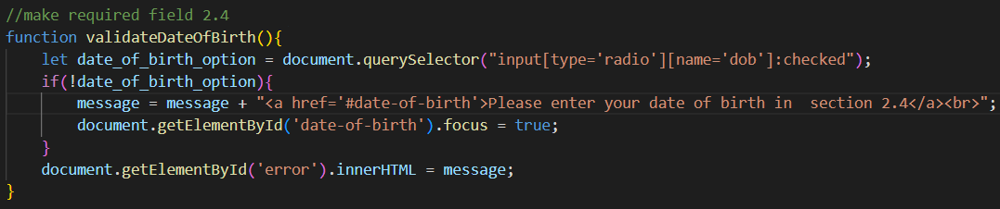 //make required field 2.4
function validateDateOfBirth(){
    let date_of_birth_option = document.querySelector("input[type='radio'][name='dob']:checked");
    if(!date_of_birth_option){
        message = message + "<a href='#date-of-birth'>Please enter your date of birth in  section 2.4</a><br>";
        document.getElementById('date-of-birth').focus = true;
    }
    document.getElementById('error').innerHTML = message;
}